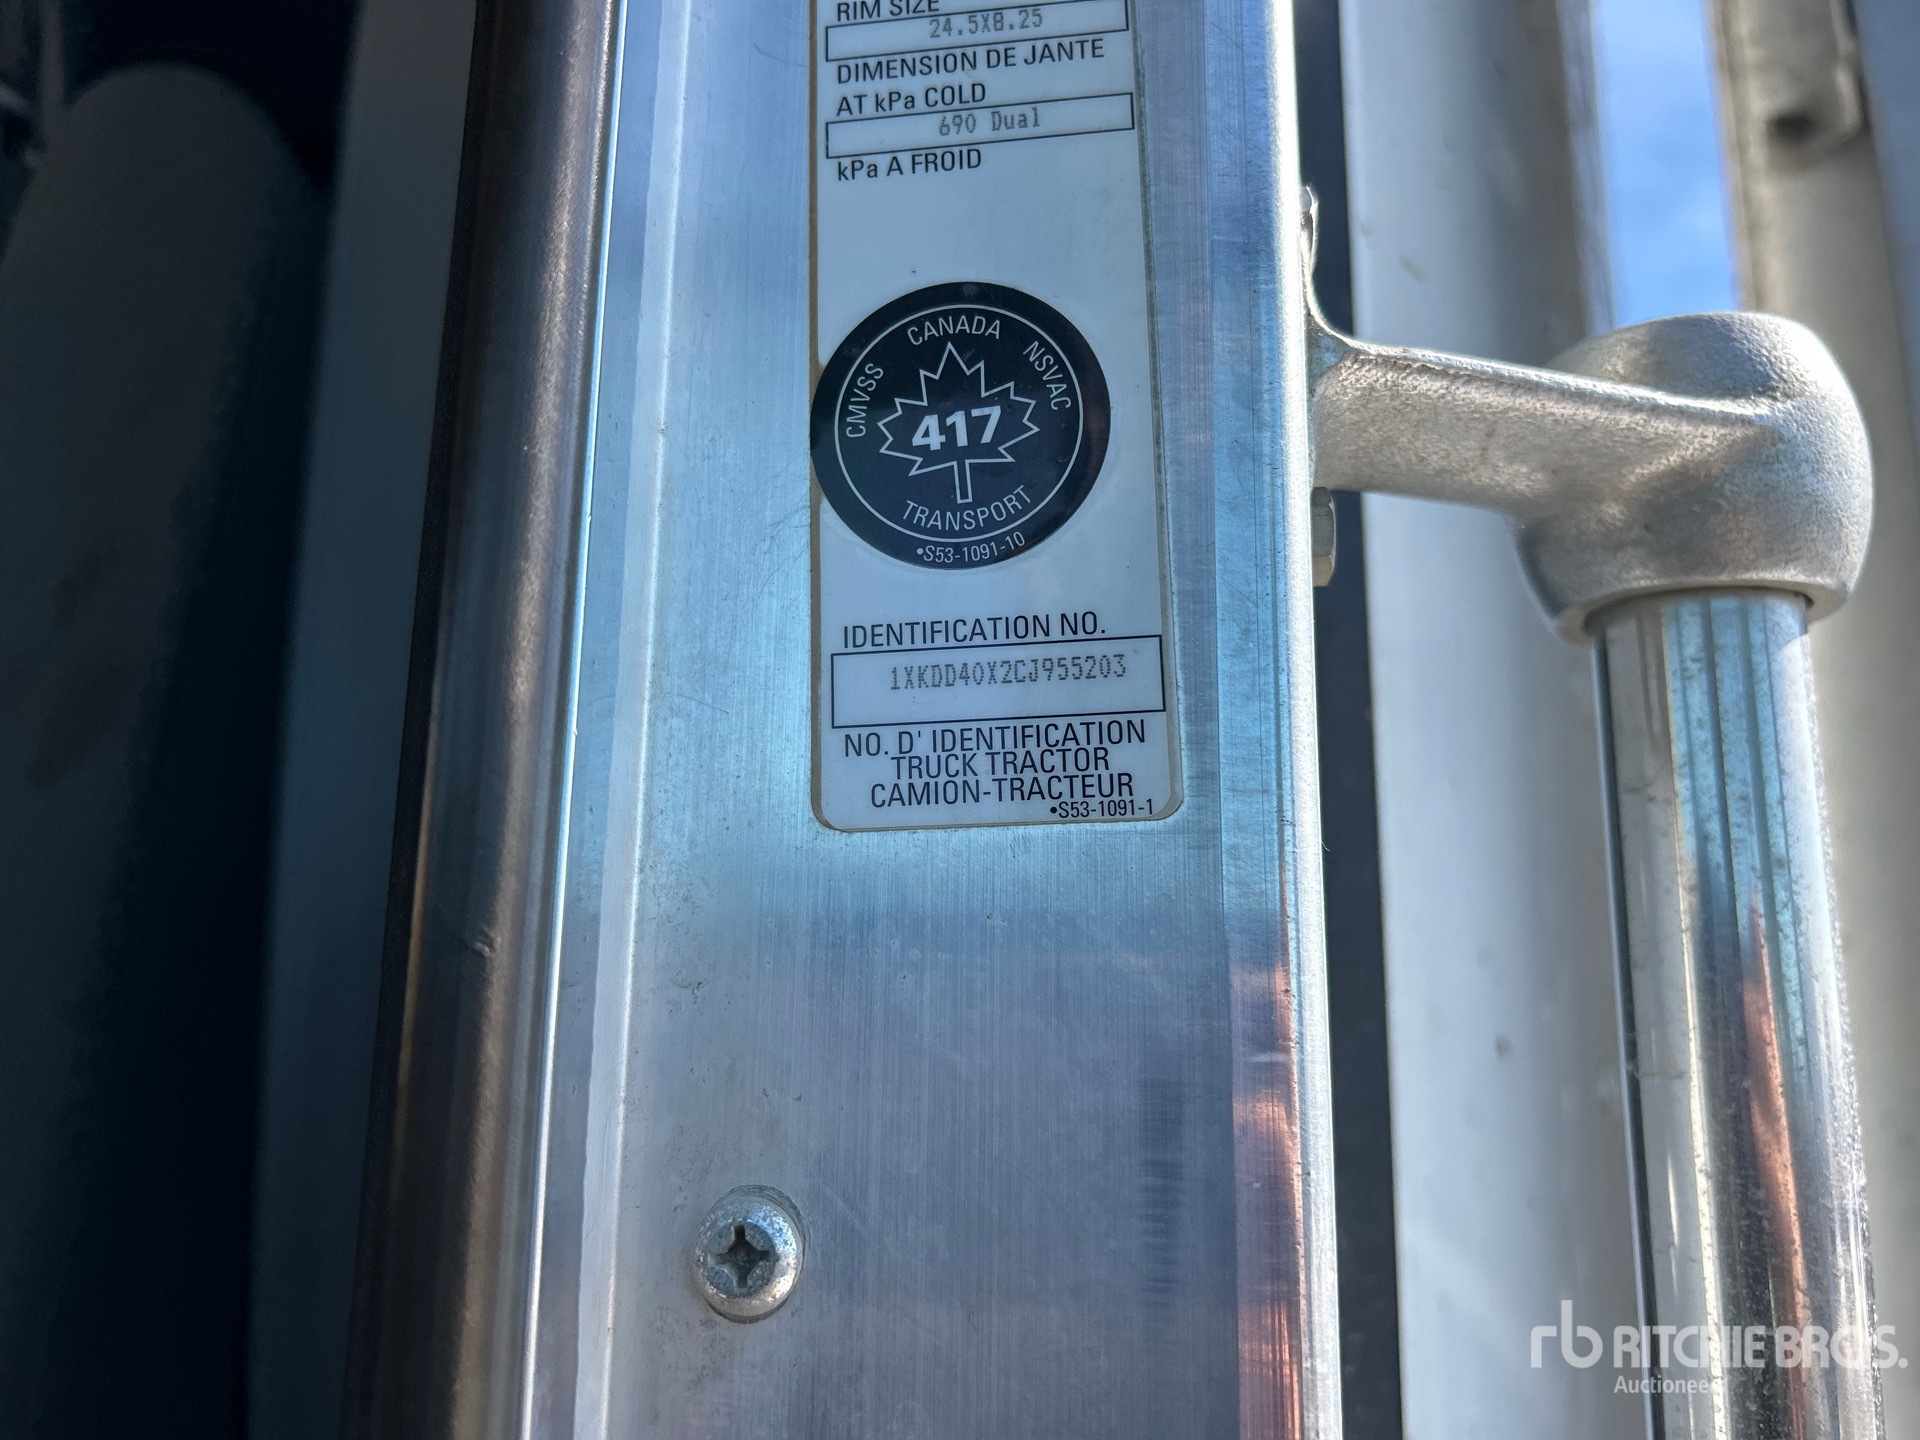 RIM SIZE
24.5X8.25
DIMENSION DE JANTE
AT kPa COLD
690 Dual
kPa A FROID
CMVSS CANADA NSVAC
417
TRANSPORT
•S53-1091-10
IDENTIFICATION NO.
1XKDD40X2CJ955203
NO. D' IDENTIFICATION
TRUCK TRACTOR
CAMION-TRACTEUR
•S53-1091-1
rb RITCHIE BROS.
Auctioneers